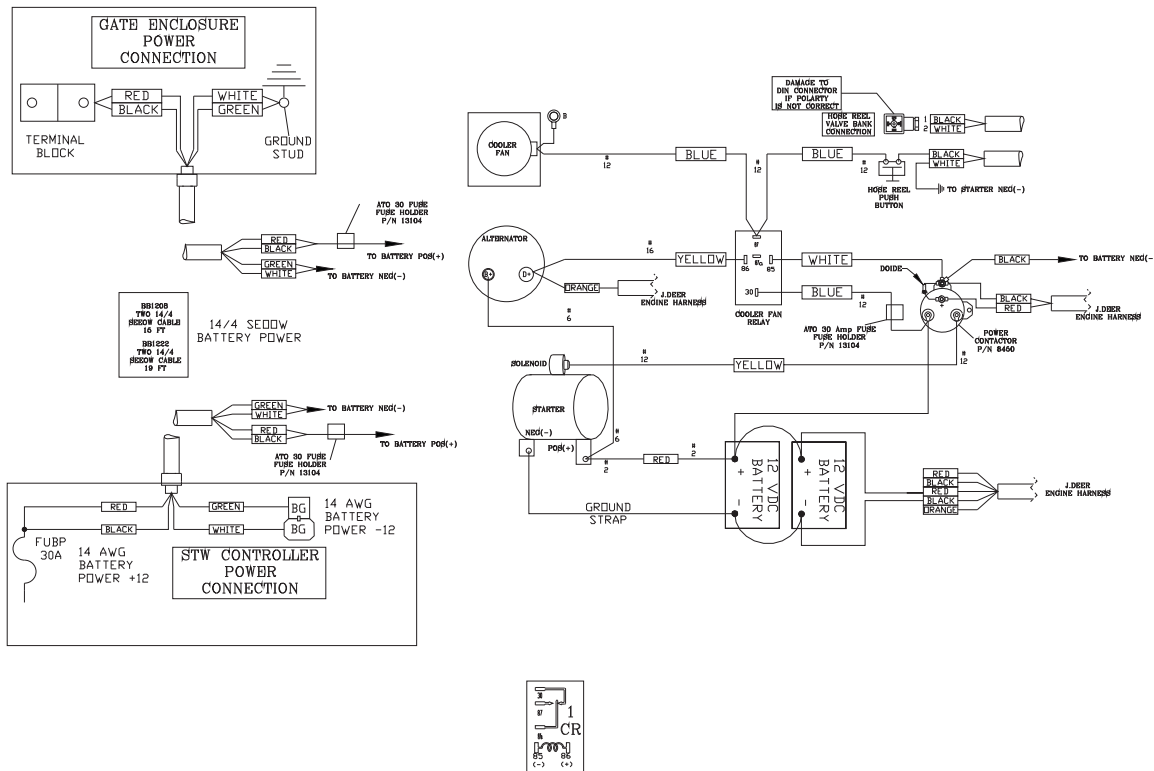 GATE ENCLOSURE
POWER
CONNECTION
RED
BLACK
WHITE
GREEN
TERMINAL
BLOCK
GROUND
STUD
ATO 30 FUSE
FUSE HOLDER
P/N 13104
RED
BLACK
TO BATTERY POS(+)
GREEN
WHITE
TO BATTERY NEG(-)
BB1208
TWO 14/4
SEEOW CABLE
16 FT
BB1222
TWO 14/4
SEEOW CABLE
19 FT
14/4 SEOOW
BATTERY POWER
GREEN
WHITE
TO BATTERY NEG(-)
RED
BLACK
TO BATTERY POS(+)
ATO 30 FUSE
FUSE HOLDER
P/N 13104
RED
GREEN
BG
BLACK
WHITE
BG
14 AWG
BATTERY
POWER -12
FUBP
30A
14 AWG
BATTERY
POWER +12
STW CONTROLLER
POWER
CONNECTION
DAMAGE TO
DIN CONNECTOR
IF POLARTY
IS NOT CORRECT
HOSE REEL
VALVE BANK
CONNECTION
1
2
BLACK
WHITE
B
COOLER
FAN
#
12
BLUE
#
12
BLUE
#
12
BLACK
WHITE
TO STARTER NEG(-)
HOSE REEL
PUSH
BUTTON
ALTERNATOR
B+
D+
#
16
YELLOW
ORANGE
J.DEER
ENGINE HARNESS
#
6
87
86
85
30
COOLER FAN
RELAY
WHITE
BLUE
DOIDE
ATO 30 Amp FUSE
FUSE HOLDER
P/N 13104
BLACK
TO BATTERY NEG(-
BLACK
RED
J.DEER
ENGINE HARNESS
+
POWER
CONTACTOR
P/N 8460
#
12
SOLENOID
#
12
YELLOW
STARTER
NEG(-)
POS(+)
#
6
#
2
RED
#
2
GROUND
STRAP
+
-
12 VDC
BATTERY
+
-
12 VDC
BATTERY
RED
BLACK
RED
BLACK
ORANGE
J.DEER
ENGINE HARNESS
30
87
1
CR
85
86
(-)
(+)